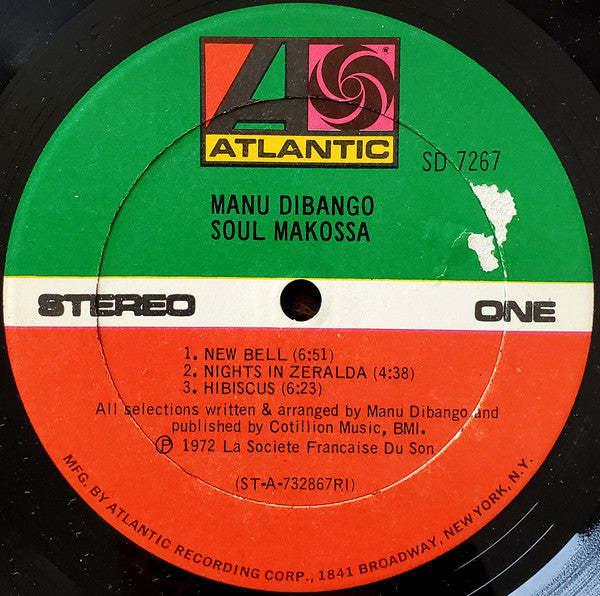 ATLANTIC
SD 7267
MANU DIBANGO
SOUL MAKOSSA
STEREO
ONE
1. NEW BELL (6:51)
2. NIGHTS IN ZERALDA (4:38)
3. HIBISCUS (6:23)
All selections written & arranged by Manu Dibango and
published by Cotillion Music, BMI.
℗ 1972 La Societe Francaise Du Son
(ST-A-732867RI)
MFG. BY ATLANTIC RECORDING CORP., 1841 BROADWAY, NEW YORK, N.Y.